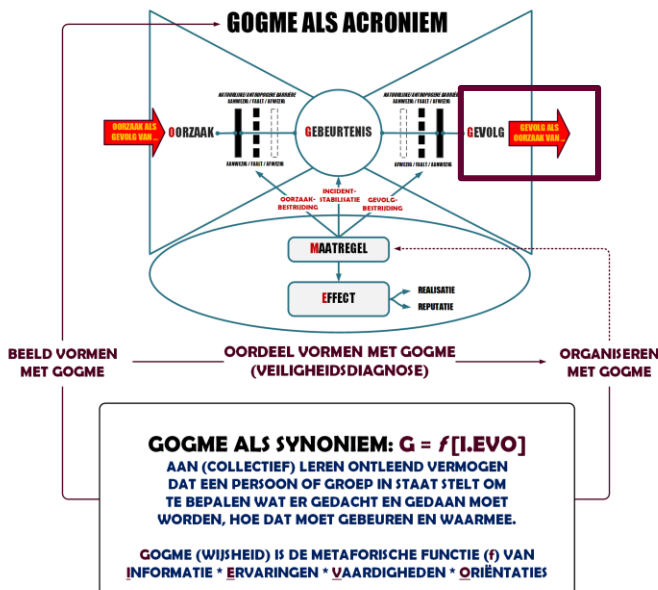 GOGME ALS ACRONIEM
NATUURLIJKE/ANTROPOGENE BARRIÈRE
AANWEZIG / FAALT / AFWEZIG
NATUURLIJKE/ANTROPOGENE BARRIÈRE
AFWEZIG / FAALT / AANWEZIG
OORZAAK ALS
GEVOLG VAN ...
OORZAAK
GEBEURTENIS
GEVOLG
GEVOLG ALS
OORZAAK VAN ...
AANWEZIG / FAALT / AFWEZIG
AFWEZIG / FAALT / AANWEZIG
OORZAAK-
BESTRIJDING
INCIDENT-
STABILISATIE
GEVOLG-
BESTRIJDING
MAATREGEL
EFFECT
REALISATIE
REPUTATIE
BEELD VORMEN
MET GOGME
OORDEEL VORMEN MET GOGME
(VEILIGHEIDSDIAGNOSE)
ORGANISEREN
MET GOGME
GOGME ALS SYNONIEM: G = f [I.EVO]
AAN (COLLECTIEF) LEREN ONTLEEND VERMOGEN
DAT EEN PERSOON OF GROEP IN STAAT STELT OM
TE BEPALEN WAT ER GEDACHT EN GEDAAN MOET
WORDEN, HOE DAT MOET GEBEUREN EN WAARMEE.
GOGME (WIJSHEID) IS DE METAFORISCHE FUNCTIE (f) VAN
INFORMATIE * ERVARINGEN * VAARDIGHEDEN * ORIËNTATIES